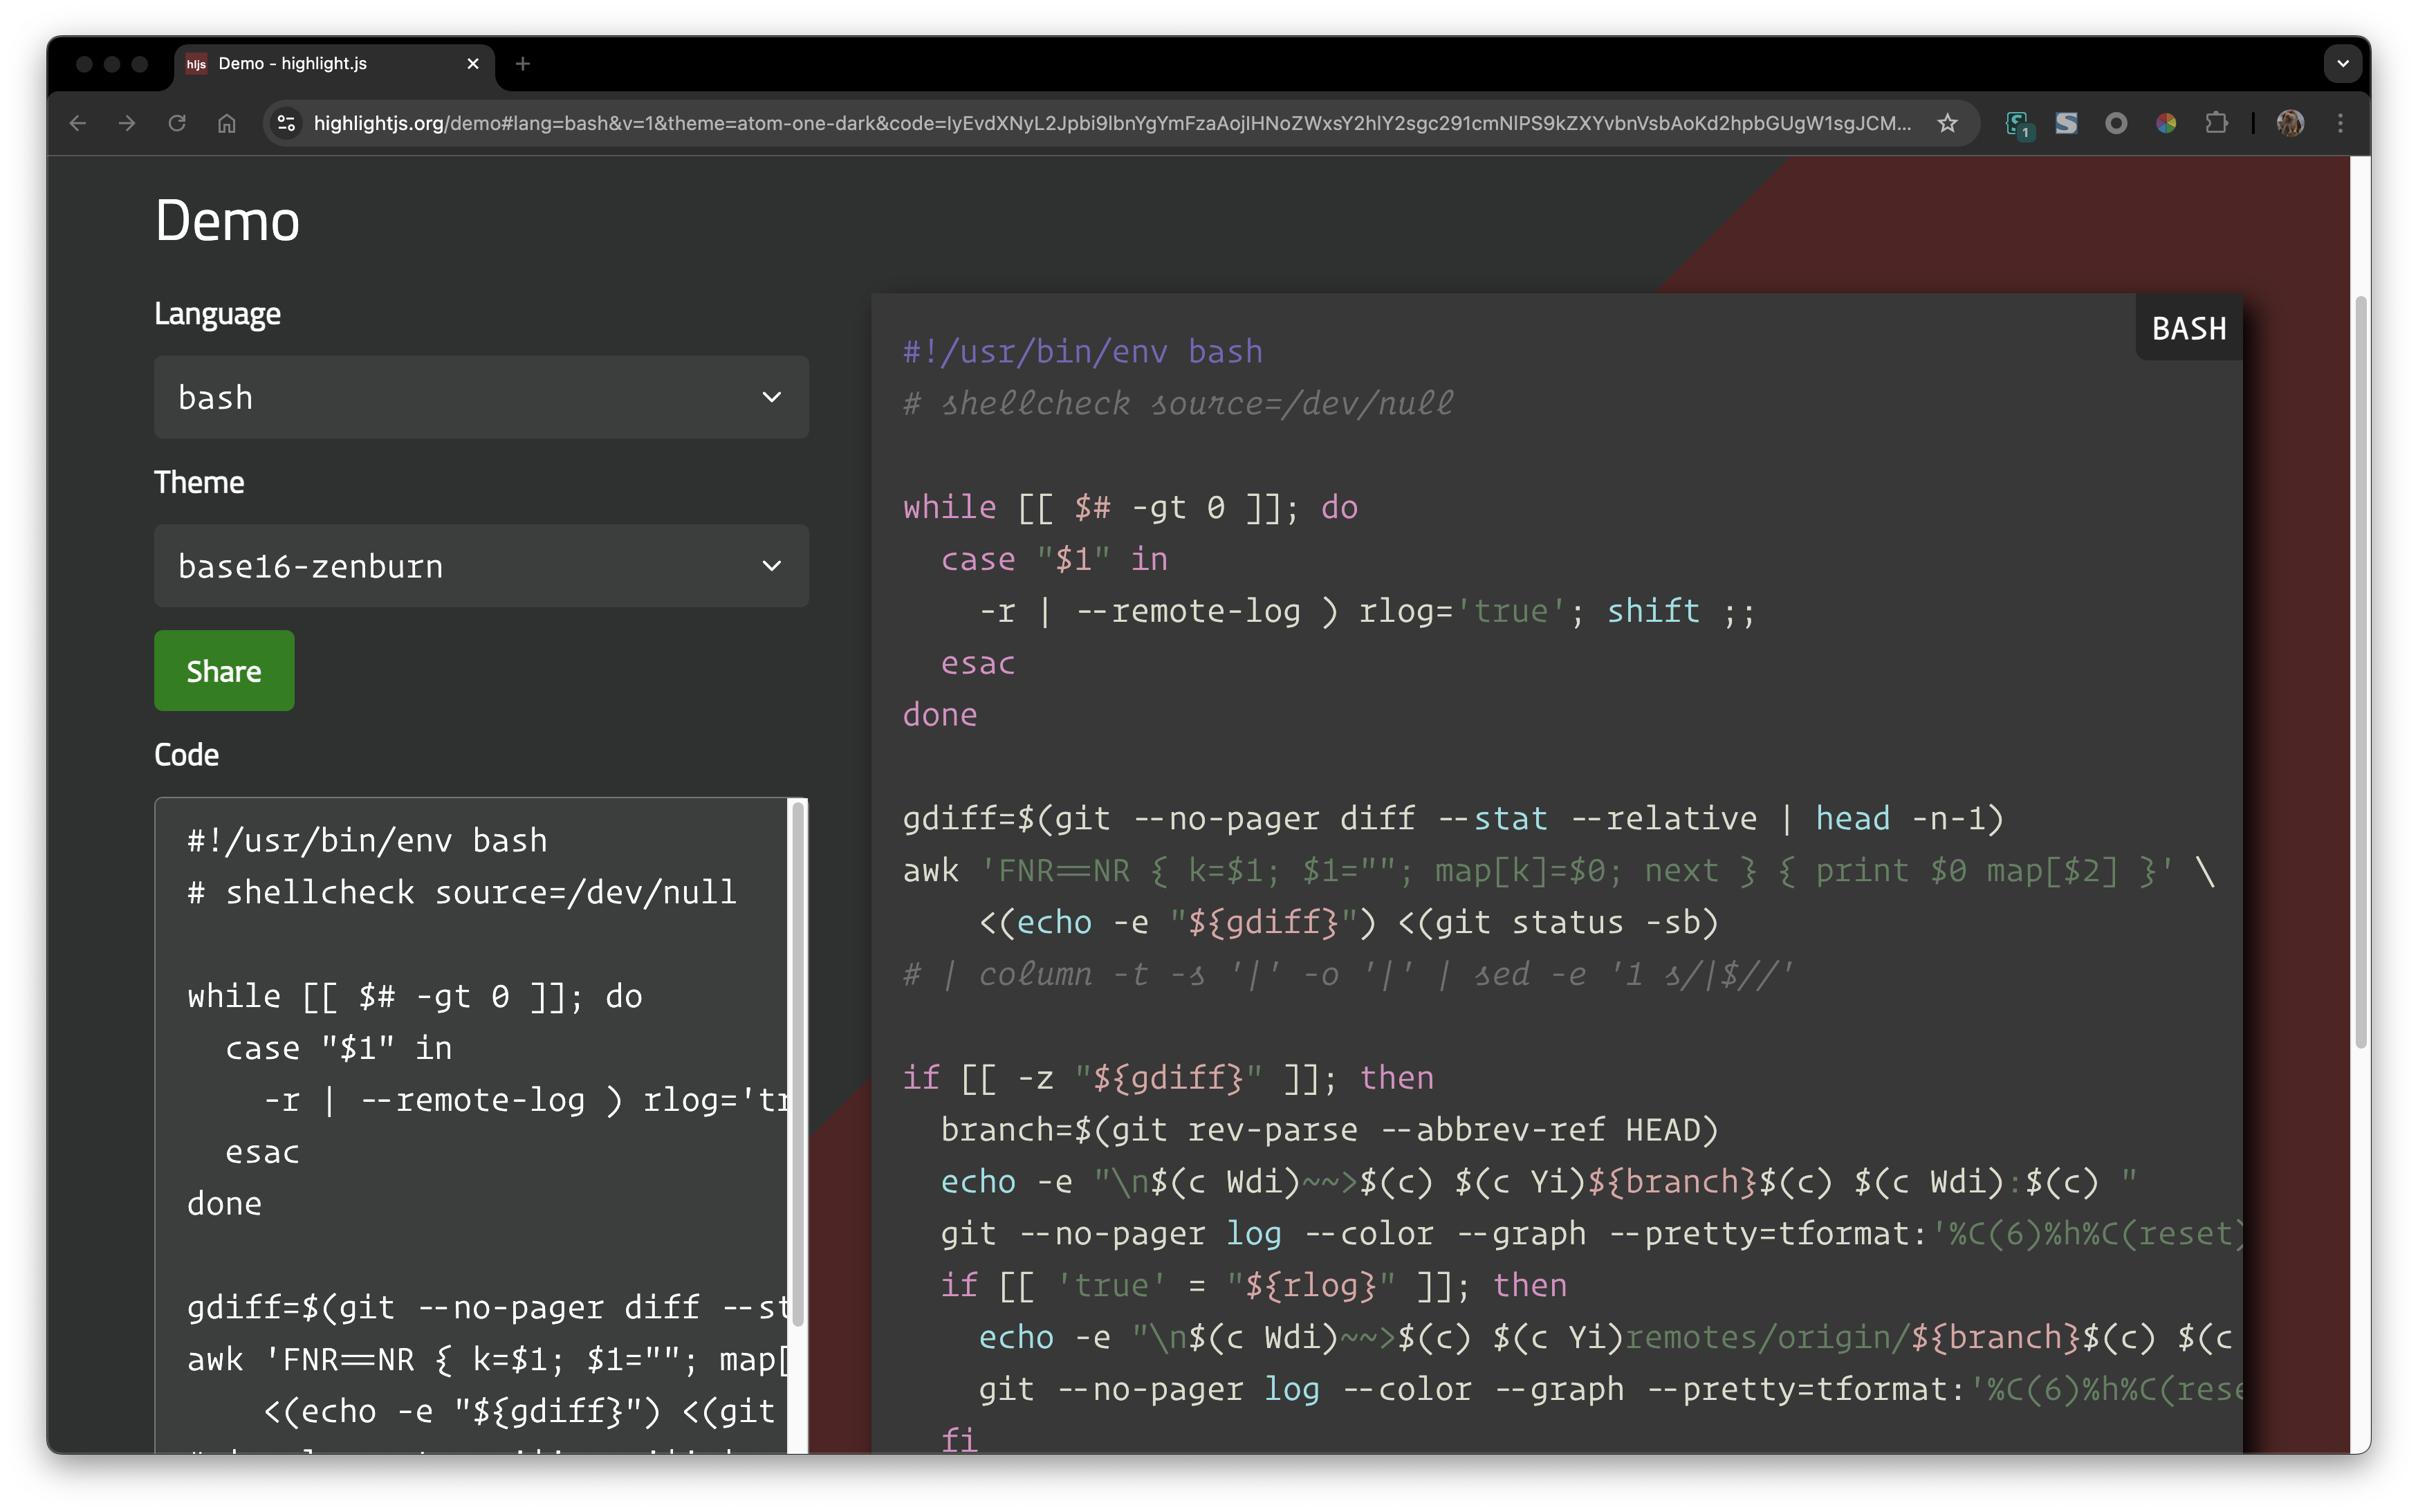 hljs Demo - highlight.js
highlightjs.org/demo#lang=bash&v=1&theme=atom-one-dark&code=IyEvdXNyL2Jpbi9lbnYgYmFzaAojIHNoZWxsY2hlY2sgc291cmNlPS9kZXYvbnVsbAoKd2hpbGUgW1sgJCM...
1
Demo
Language
bash
Theme
base16-zenburn
Share
Code
#!/usr/bin/env bash
# shellcheck source=/dev/null
while [[ $# -gt 0 ]]; do
case "$1" in
-r | --remote-log ) rlog='tr
esac
done
gdiff=$(git --no-pager diff --st
awk 'FNR==NR { k=$1; $1=""; map[
<(echo -e "${gdiff}") <(git
BASH
#!/usr/bin/env bash
# shellcheck source=/dev/null
while [[ $# -gt 0 ]]; do
case "$1" in
-r | --remote-log ) rlog='true'; shift ;;
esac
done
gdiff=$(git --no-pager diff --stat --relative | head -n-1)
awk 'FNR==NR { k=$1; $1=""; map[k]=$0; next } { print $0 map[$2] }' \
<(echo -e "${gdiff}") <(git status -sb)
# | column -t -s '|' -o '|' | sed -e '1 s/|$//'
if [[ -z "${gdiff}" ]]; then
branch=$(git rev-parse --abbrev-ref HEAD)
echo -e "\n$(c Wdi)~~>$(c) $(c Yi)${branch}$(c) $(c Wdi):$(c) "
git --no-pager log --color --graph --pretty=tformat:'%C(6)%h%C(reset)
if [[ 'true' = "${rlog}" ]]; then
echo -e "\n$(c Wdi)~~>$(c) $(c Yi)remotes/origin/${branch}$(c) $(c
git --no-pager log --color --graph --pretty=tformat:'%C(6)%h%C(rese
fi